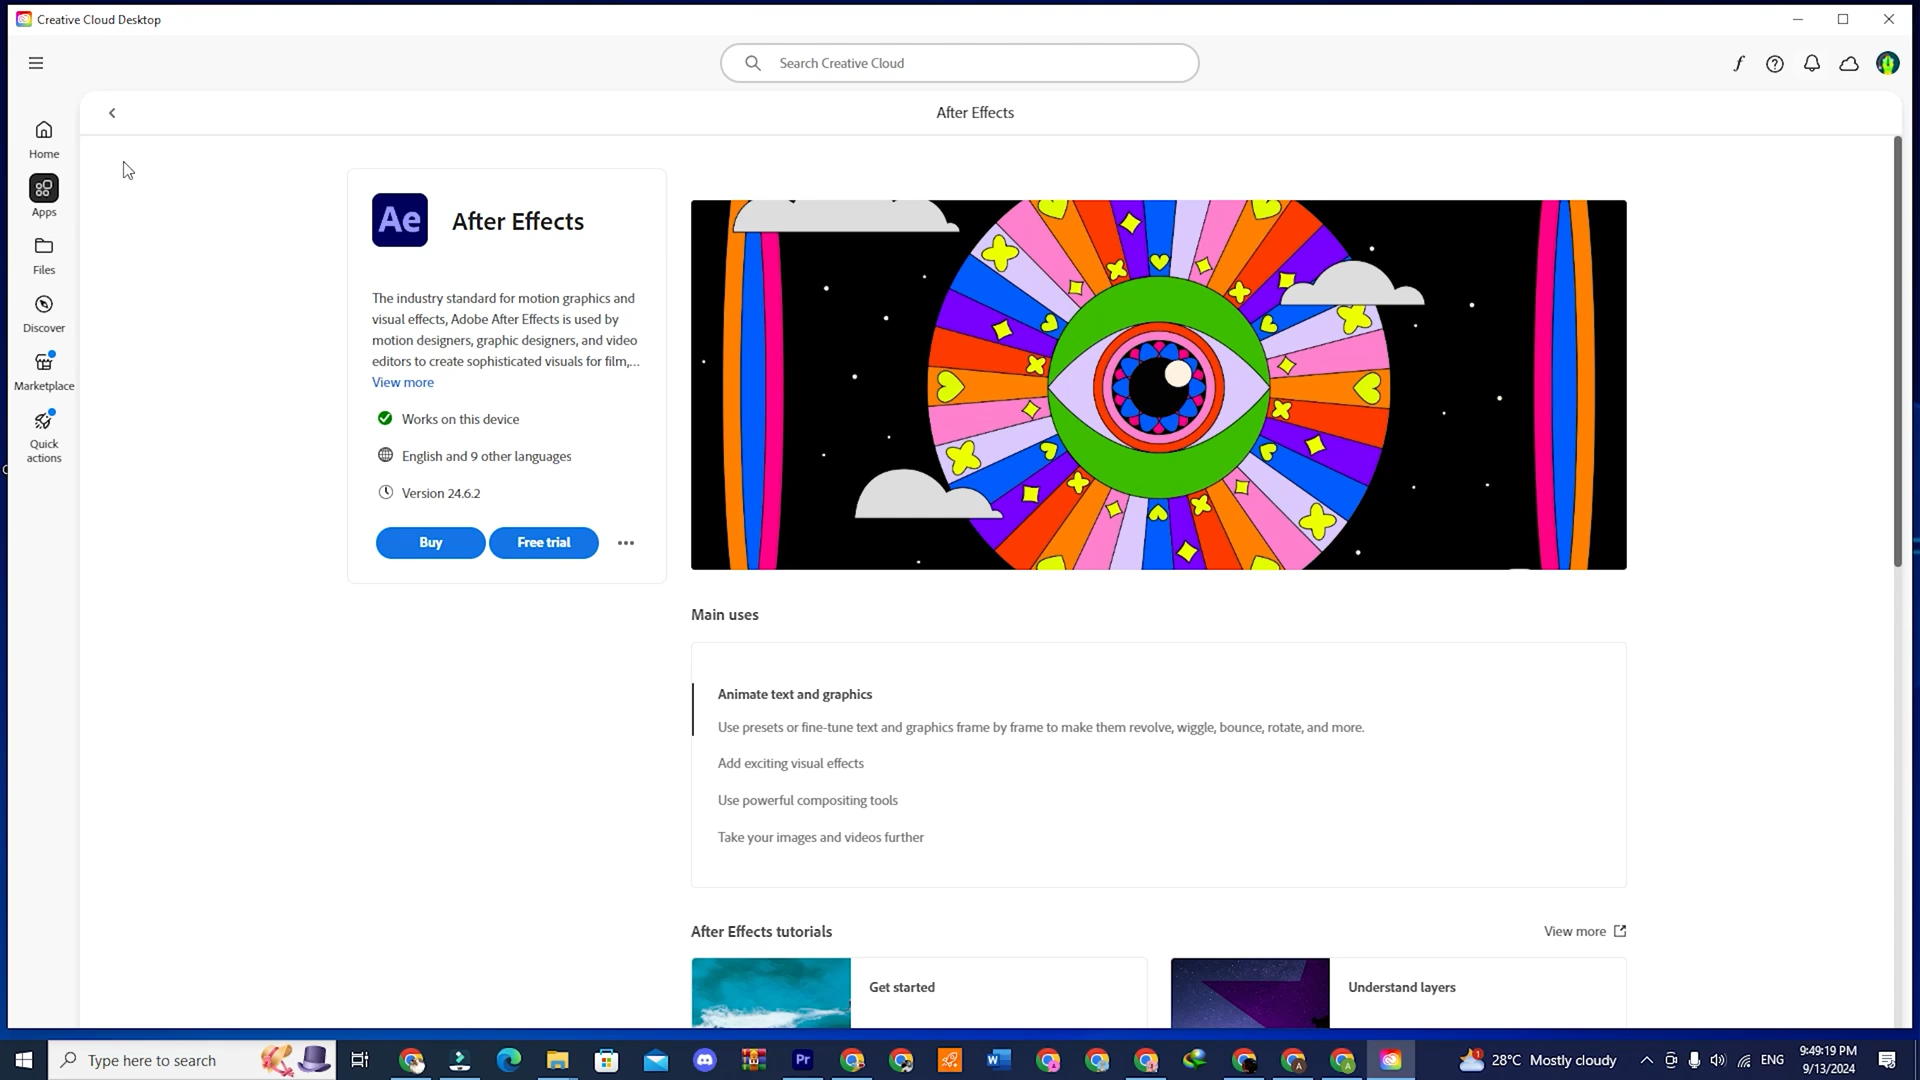 Creative Cloud Desktop
Search Creative Cloud
After Effects
Home
Apps
Files
Discover
Marketplace
Quick
actions
Ae
After Effects
The industry standard for motion graphics and
visual effects, Adobe After Effects is used by
motion designers, graphic designers, and video
editors to create sophisticated visuals for film,...
View more
Works on this device
English and 9 other languages
Version 24.6.2
Buy
Free trial
Main uses
Animate text and graphics
Use presets or fine-tune text and graphics frame by frame to make them revolve, wiggle, bounce, rotate, and more.
Add exciting visual effects
Use powerful compositing tools
Take your images and videos further
After Effects tutorials
View more
Get started
Understand layers
Type here to search
Pr
28°C Mostly cloudy
ENG
9:49:19 PM
9/13/2024